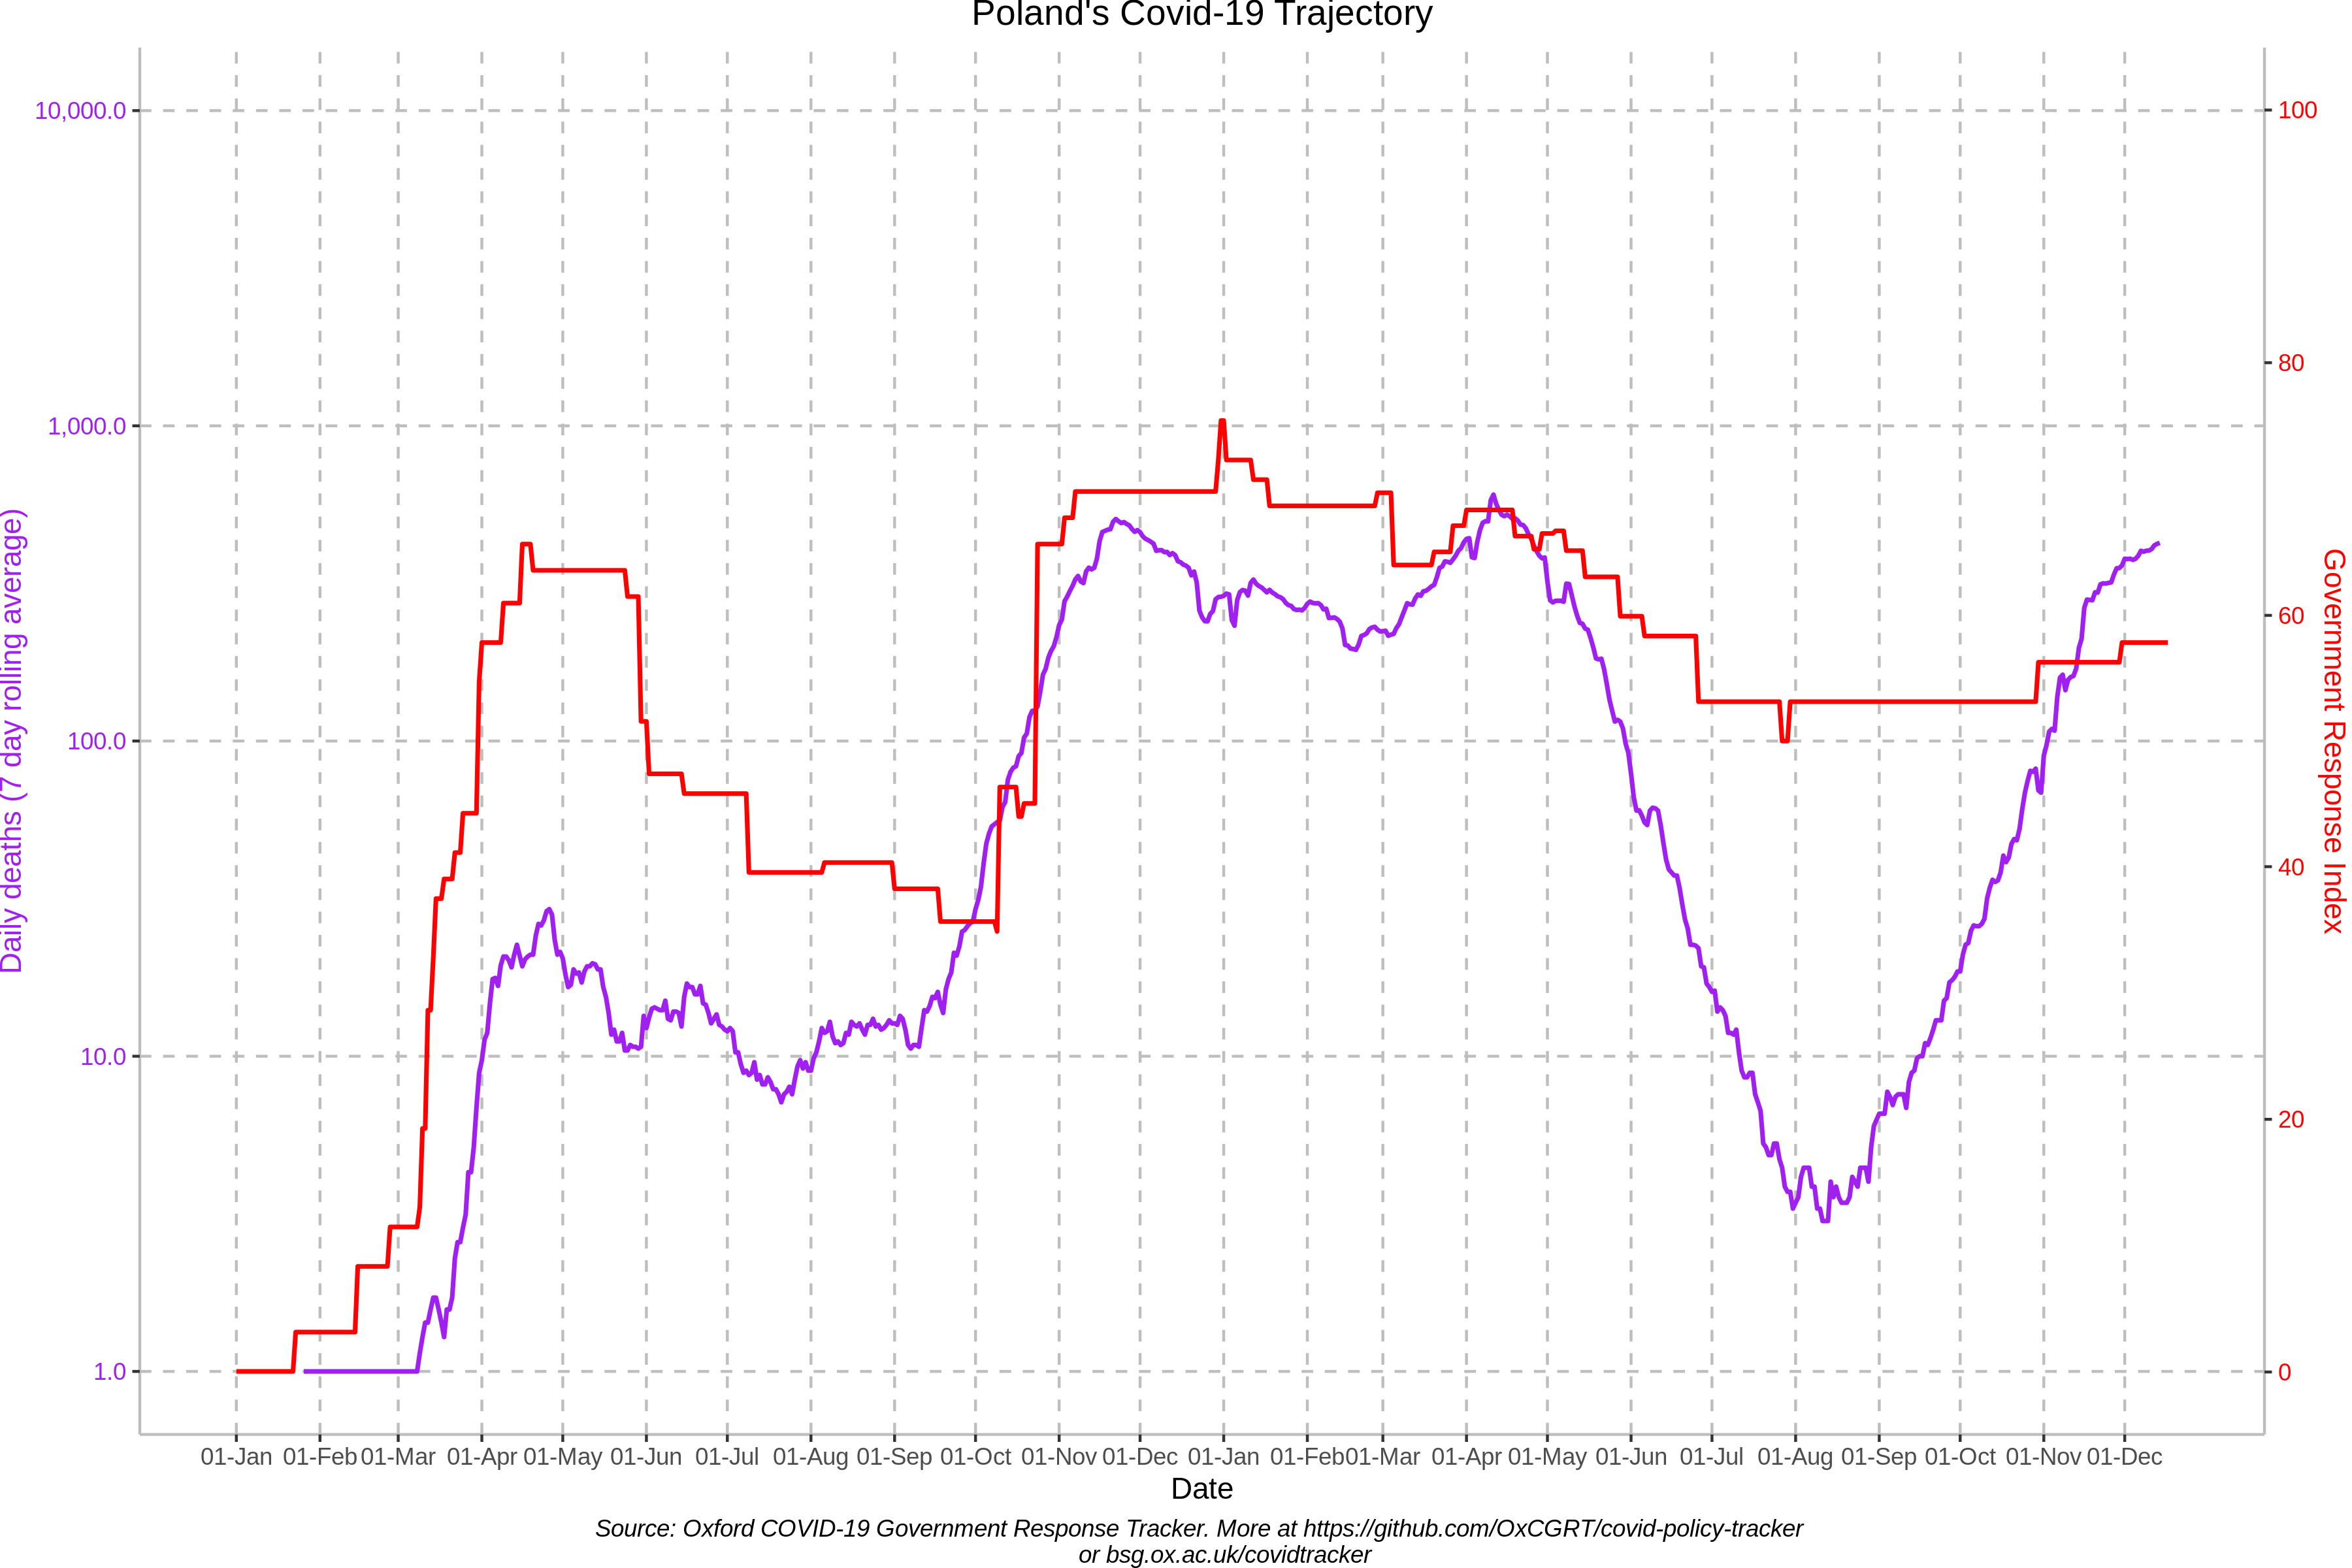 Poland's Covid-19 Trajectory
10,000.0
1,000.0
100.0
10.0
1.0
Daily deaths (7 day rolling average)
100
80
60
40
20
0
Government Response Index
01-Jan 01-Feb 01-Mar 01-Apr 01-May 01-Jun 01-Jul 01-Aug 01-Sep 01-Oct 01-Nov 01-Dec 01-Jan 01-Feb 01-Mar 01-Apr 01-May 01-Jun 01-Jul 01-Aug 01-Sep 01-Oct 01-Nov 01-Dec
Date
Source: Oxford COVID-19 Government Response Tracker. More at https://github.com/OxCGRT/covid-policy-tracker
or bsg.ox.ac.uk/covidtracker